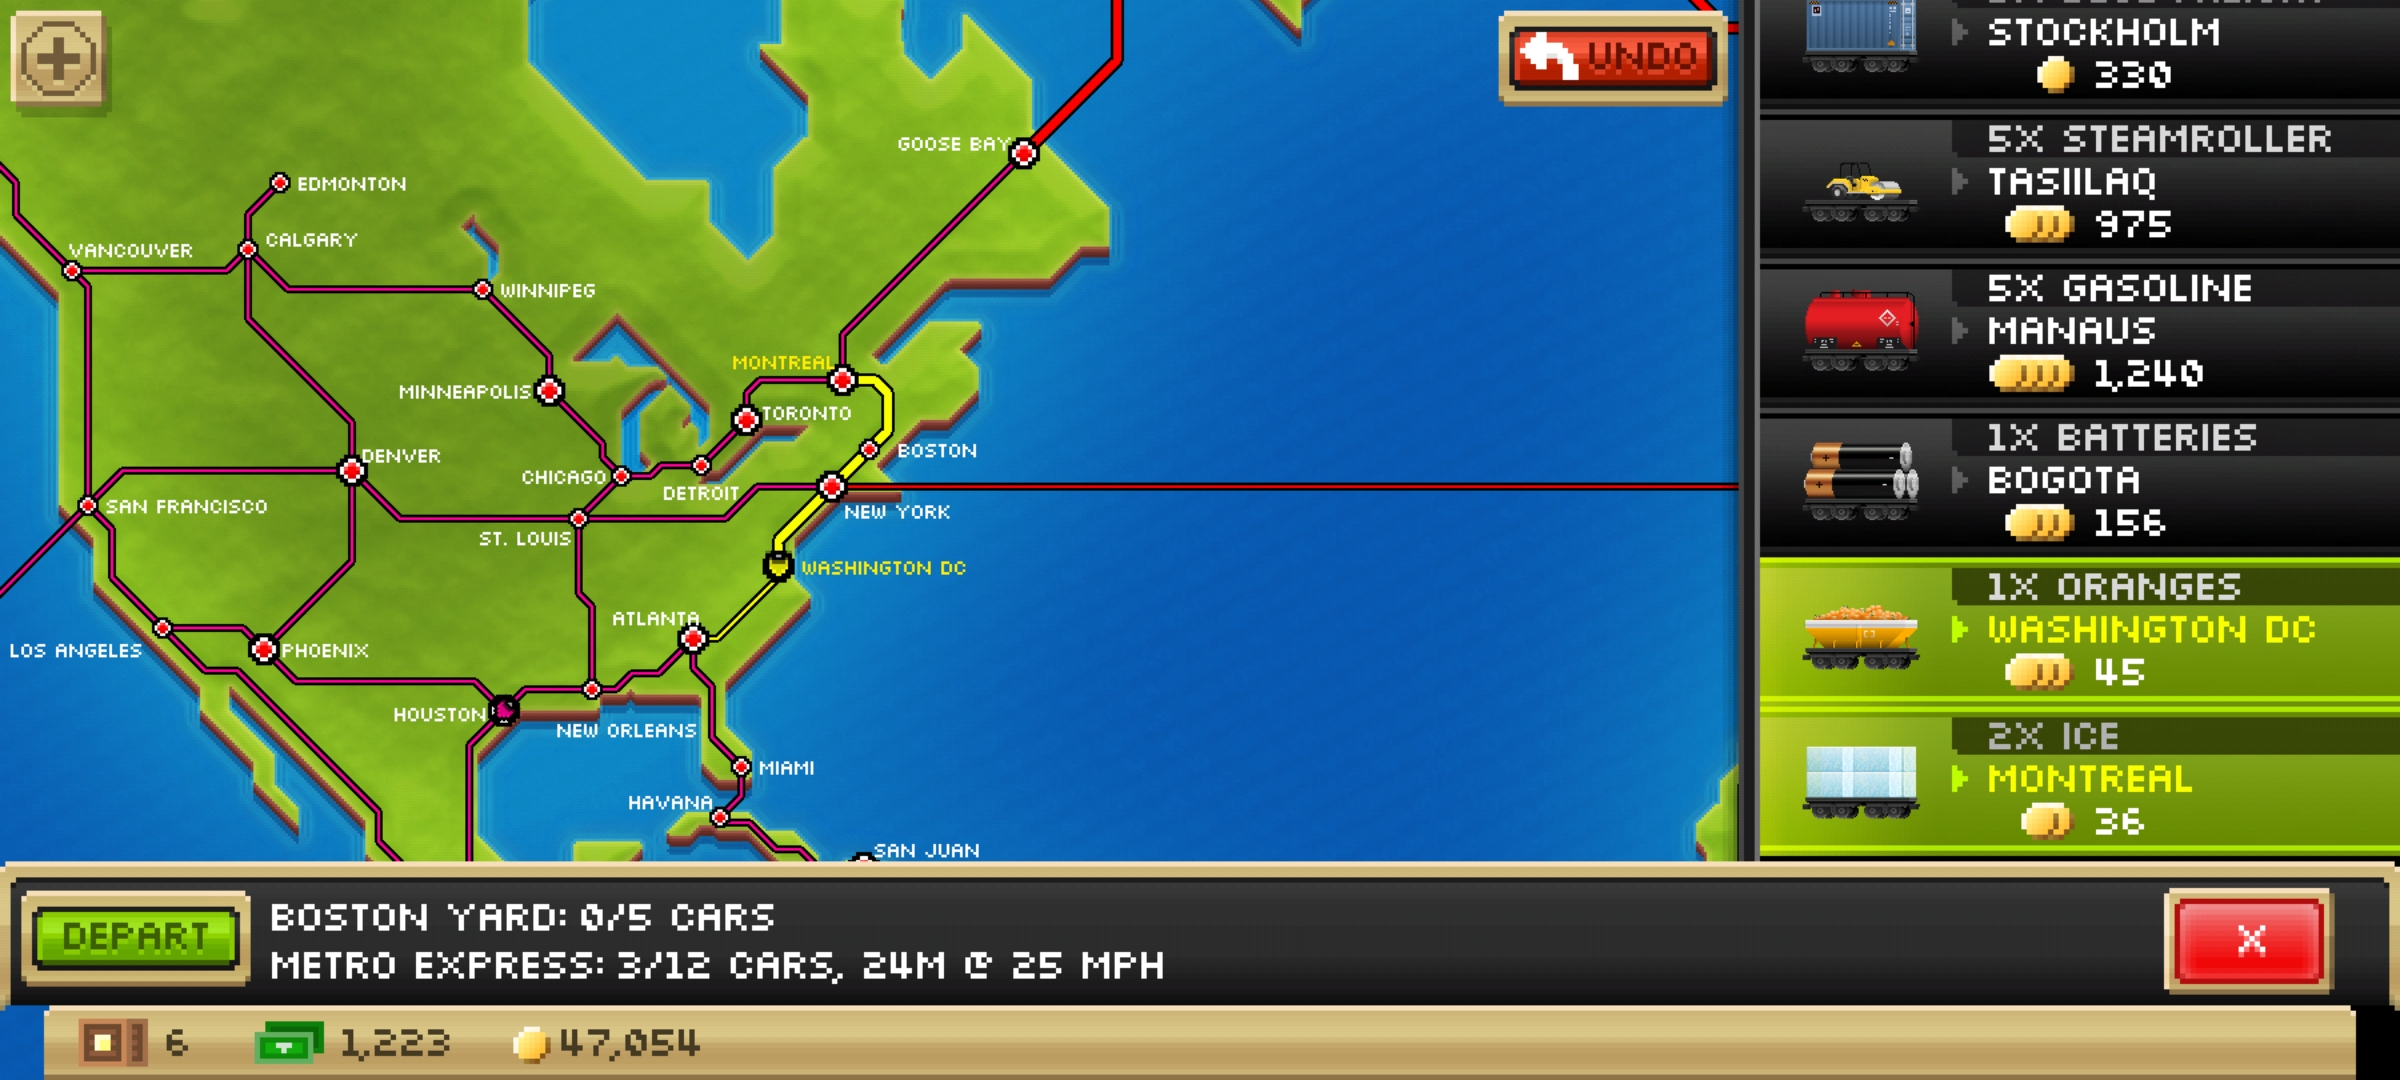 UNDO
GOOSE BAY
EDMONTON
CALGARY
VANCOUVER
WINNIPEG
MONTREAL
MINNEAPOLIS
TORONTO
DENVER
BOSTON
CHICAGO
DETROIT
SAN FRANCISCO
NEW YORK
ST. LOUIS
WASHINGTON DC
ATLANTA
LOS ANGELES
PHOENIX
HOUSTON
NEW ORLEANS
MIAMI
HAVANA
SAN JUAN
STOCKHOLM
330
5X STEAMROLLER
TASIILAQ
975
5X GASOLINE
MANAUS
1,240
1X BATTERIES
BOGOTA
156
1X ORANGES
WASHINGTON DC
45
2X ICE
MONTREAL
36
DEPART
BOSTON YARD: 0/5 CARS
METRO EXPRESS: 3/12 CARS, 24M @ 25 MPH
X
6
1,223
47,054